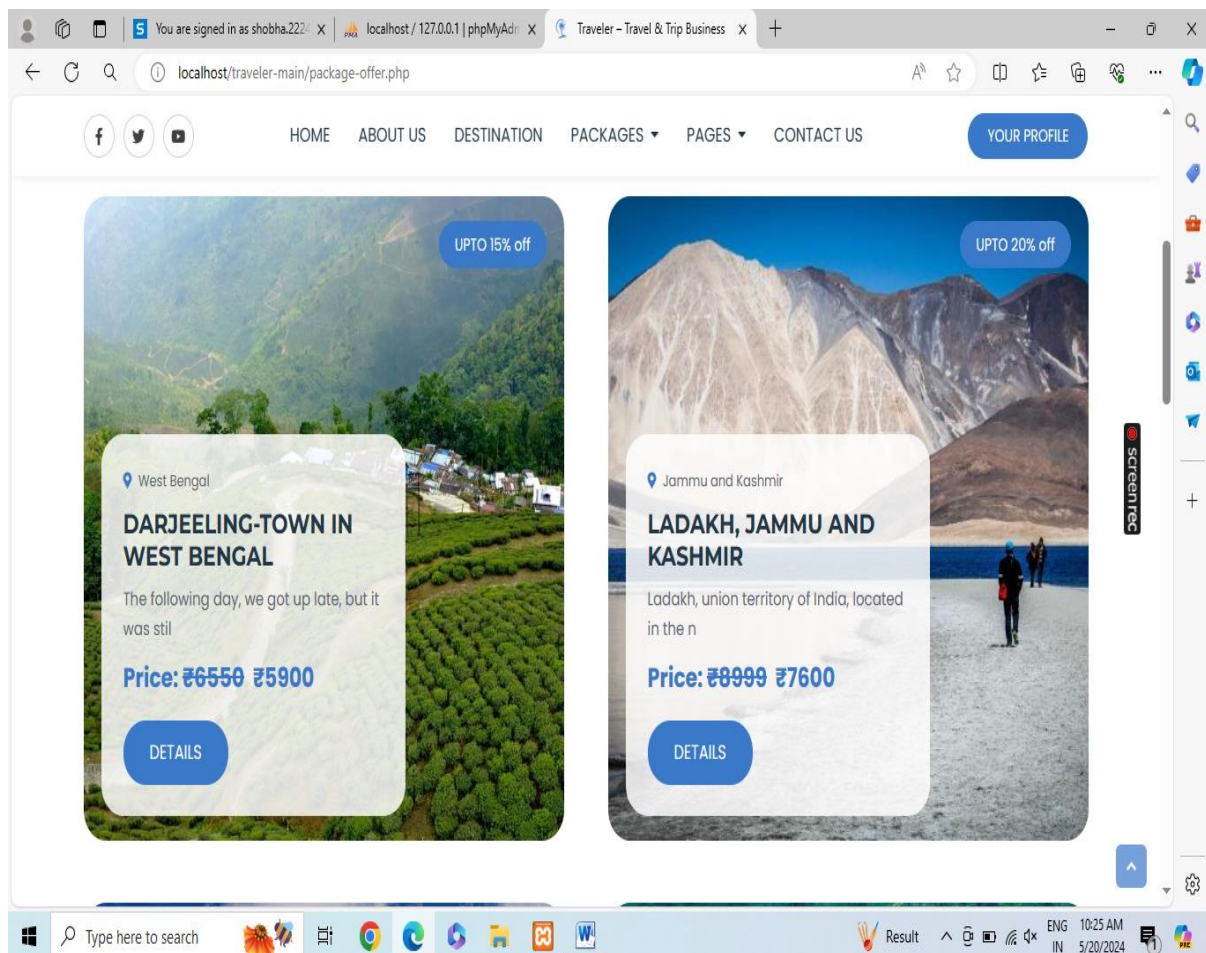 You are signed in as shobha.222
localhost / 127.0.0.1 | phpMyAdn
Traveler – Travel & Trip Business
localhost/traveler-main/package-offer.php
HOME ABOUT US DESTINATION PACKAGES PAGES CONTACT US YOUR PROFILE
UPTO 15% off
West Bengal
DARJEELING-TOWN IN
WEST BENGAL
The following day, we got up late, but it
was stil
Price: ₹6550 ₹5900
DETAILS
UPTO 20% off
Jammu and Kashmir
LADAKH, JAMMU AND
KASHMIR
Ladakh, union territory of India, located
in the n
Price: ₹8999 ₹7600
DETAILS
screenrec
Type here to search
Result
ENG
IN
10:25 AM
5/20/2024
1